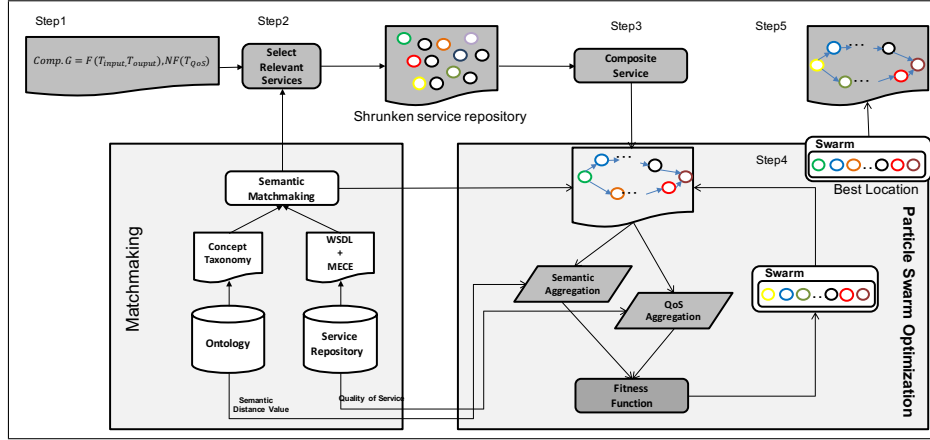 Step1
Step2
Step3
Step5
Comp.G = F(T_input,T_ouput),NF(T_QoS)
Select
Relevant
Services
Composite
Service
Shrunken service repository
Swarm
Best Location
Step4
Semantic
Matchmaking
Matchmaking
Concept
Taxonomy
WSDL
+
MECE
Ontology
Service
Repository
Semantic
Distance Value
Quality of Service
Semantic
Aggregation
QoS
Aggregation
Fitness
Function
Swarm
Particle Swarm Optimization